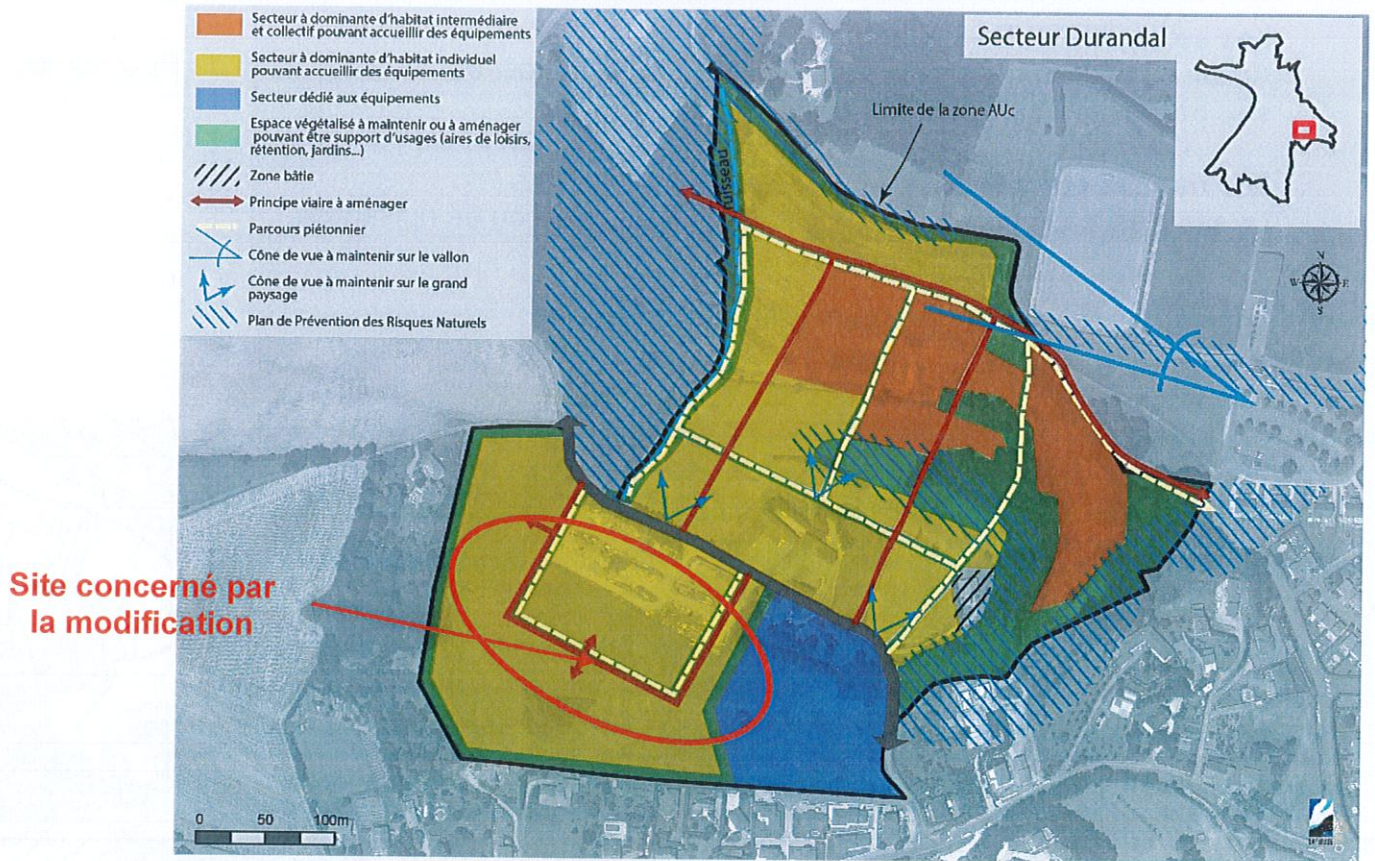 Secteur à dominante d'habitat intermédiaire
et collectif pouvant accueillir des équipements
Secteur à dominante d'habitat individuel
pouvant accueillir des équipements
Secteur dédié aux équipements
Espace végétalisé à maintenir ou à aménager
pouvant être support d'usages (aires de loisirs,
rétention, jardins...)
Zone bâtie
Principe viaire à aménager
Parcours piétonnier
Cône de vue à maintenir sur le vallon
Cône de vue à maintenir sur le grand
paysage
Plan de Prévention des Risques Naturels
Secteur Durandal
Limite de la zone AUc
ruisseau
N
W
E
S
Site concerné par
la modification
0 50 100m